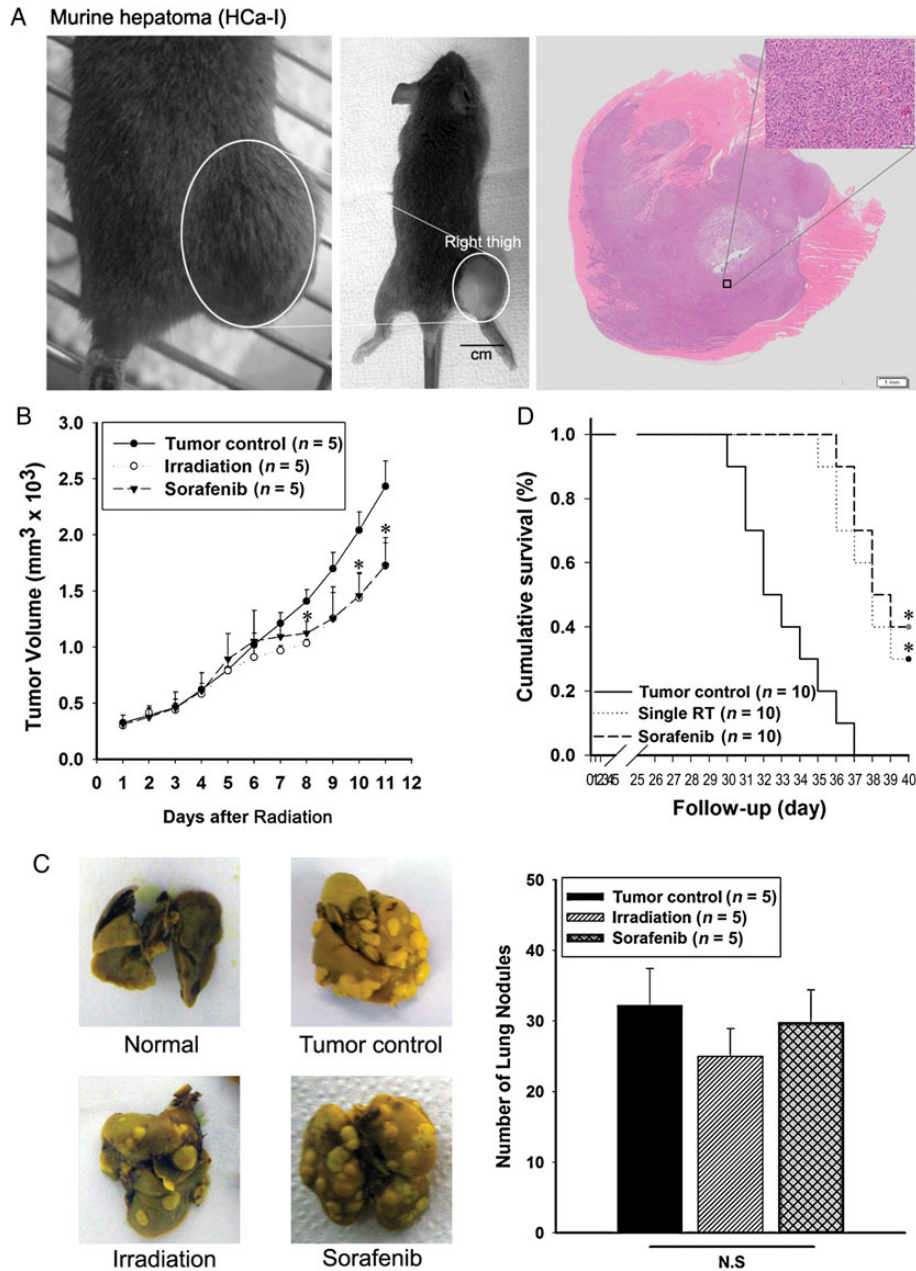 A
Murine hepatoma (HCa-I)
Right thigh
cm
1 mm
B
3.0
2.5
2.0
1.5
1.0
0.5
0.0
Tumor Volume (mm³ x 10³)
Tumor control (n = 5)
Irradiation (n = 5)
Sorafenib (n = 5)
*
*
*
0 1 2 3 4 5 6 7 8 9 10 11 12
Days after Radiation
D
1.0
0.8
0.6
0.4
0.2
0.0
Cumulative survival (%)
*
*
Tumor control (n = 10)
Single RT (n = 10)
Sorafenib (n = 10)
012345 25 26 27 28 29 30 31 32 33 34 35 36 37 38 39 40
Follow-up (day)
C
Normal
Tumor control
Irradiation
Sorafenib
50
40
30
20
10
0
Number of Lung Nodules
Tumor control (n = 5)
Irradiation (n = 5)
Sorafenib (n = 5)
N.S